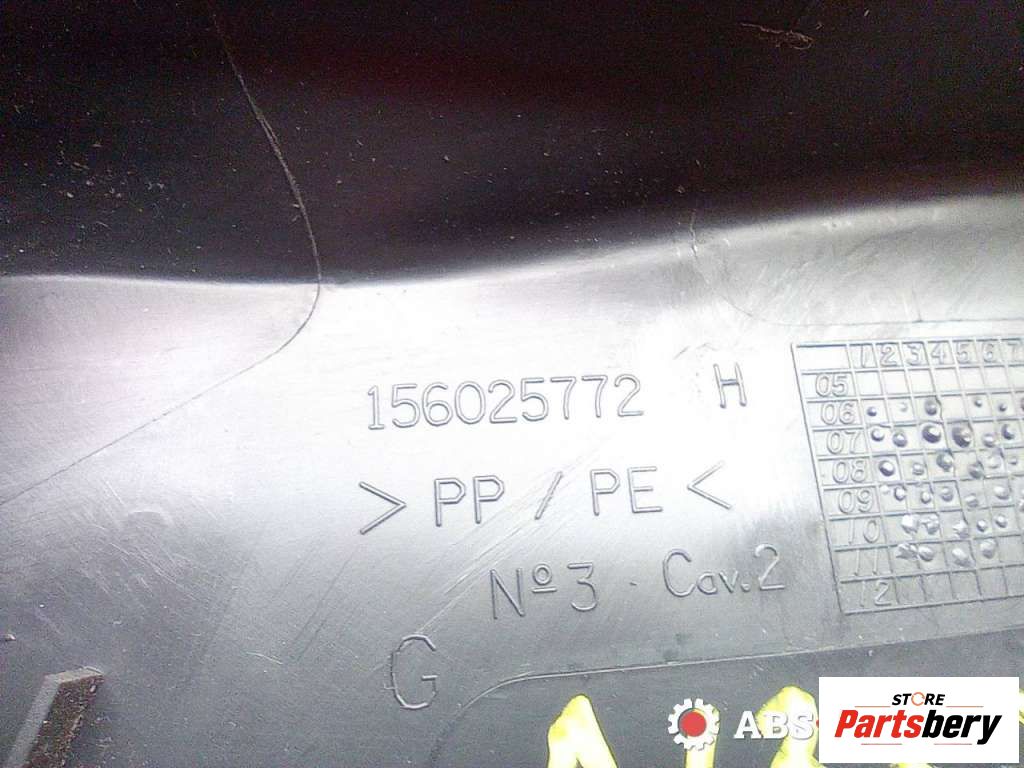 156025772 H
> PP / PE <
Nº3 - Cav.2
G
1 2 3 4 5 6 7
05
06
07
08
09
10
11
12
ABS
STORE
Partsbery